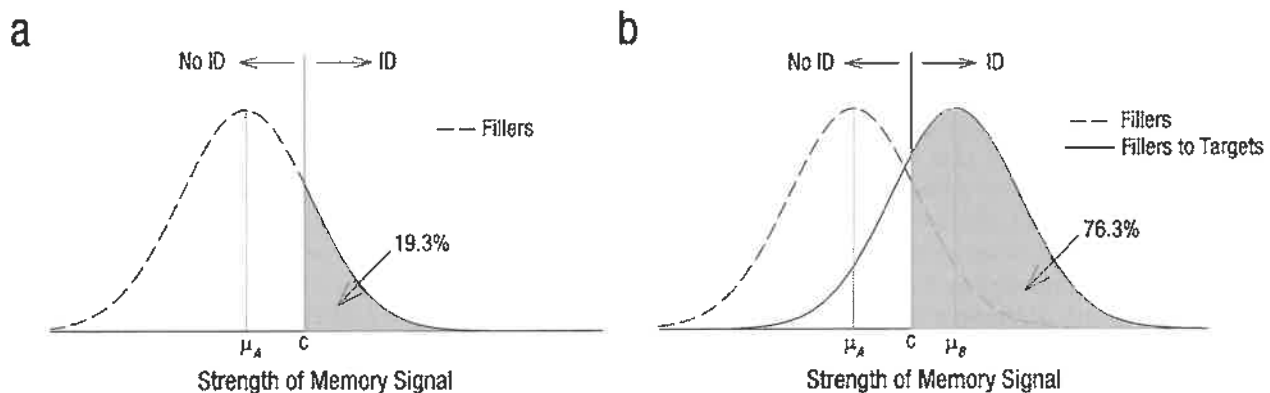 a
No ID
ID
Fillers
19.3%
μA
c
Strength of Memory Signal
b
No ID
ID
Fillers
Fillers to Targets
76.3%
μA
c
μB
Strength of Memory Signal